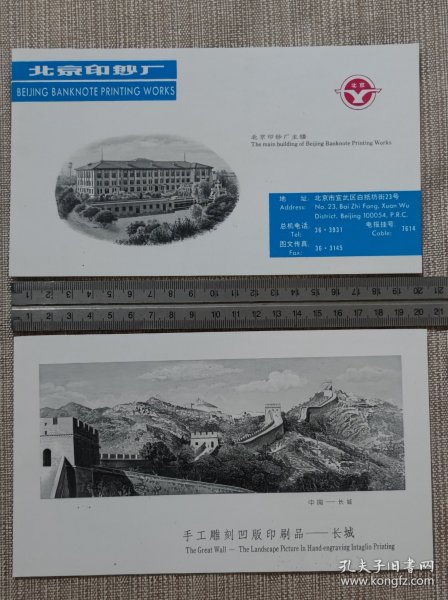 北京印钞厂
BEIJING BANKNOTE PRINTING WORKS
北京
北京印钞厂主楼
The main building of Beijing Banknote Printing Works
地 址: 北京市宣北区白纸坊街23号
Address: No. 23, Bai Zhi Fang, Xuan Wu
District, Beijing 100054, P.R.C.
总机电话: 36·3931 电报挂号: 7614
Tel: Cable:
图文传真: 36·3145
Fax:
中国——长城
手工雕刻凹版印刷品——长城
The Great Wall — The Landscape Picture In Hand-engraving Intaglio Printing
孔夫子旧书网
www.kongfz.com